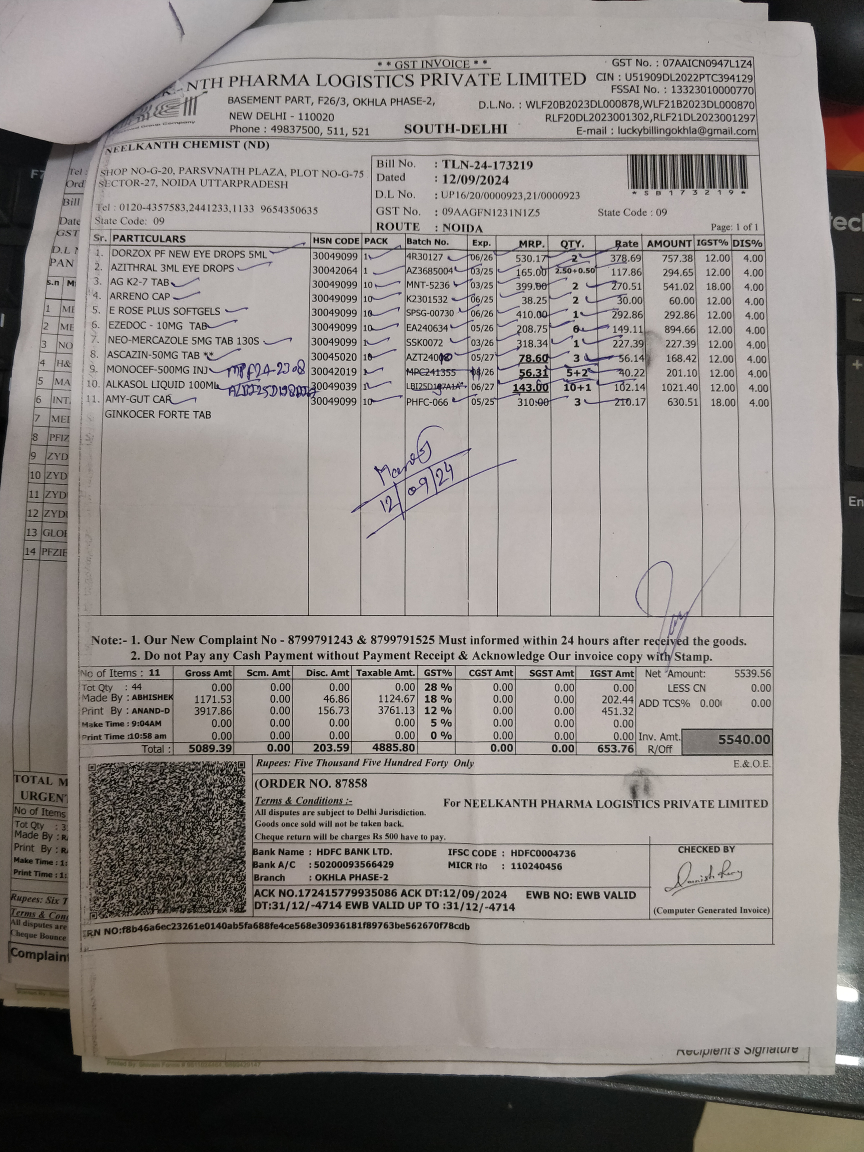 * * GST INVOICE * *
GST No. : 07AAICN0947L1Z4
NTH PHARMA LOGISTICS PRIVATE LIMITED
CIN : U51909DL2022PTC394129
FSSAI No. : 13323010000770
BASEMENT PART, F26/3, OKHLA PHASE-2,
D.L.No. : WLF20B2023DL000878,WLF21B2023DL000870
NEW DELHI - 110020
RLF20DL2023001302,RLF21DL2023001297
Phone : 49837500, 511, 521
SOUTH-DELHI
E-mail : luckybillingokhla@gmail.com
NEELKANTH CHEMIST (ND)
SHOP NO-G-20, PARSVNATH PLAZA, PLOT NO-G-75
SECTOR-27, NOIDA UTTARPRADESH
Tel : 0120-4357583,2441233,1133 9654350635
State Code: 09
Bill No. : TLN-24-173219
Dated : 12/09/2024
D.L No. : UP16/20/0000923,21/0000923
GST No. : 09AAGFN1231N1Z5 State Code : 09
ROUTE : NOIDA
* 5 8 1 7 3 2 1 9 *
Page: 1 of 1
Sr. PARTICULARS HSN CODE PACK Batch No. Exp. MRP. QTY. Rate AMOUNT IGST% DIS%
1. DORZOX PF NEW EYE DROPS 5ML 30049099 1 4R30127 06/26 530.17 2 378.69 757.38 12.00 4.00
2. AZITHRAL 3ML EYE DROPS 30042064 1 AZ3685004 03/25 165.00 2.50+0.50 117.86 294.65 12.00 4.00
3. AG K2-7 TAB 30049099 10 MNT-5236 03/25 399.00 2 270.51 541.02 18.00 4.00
4. ARRENO CAP 30049099 10 K2301532 06/25 38.25 2 30.00 60.00 12.00 4.00
5. E ROSE PLUS SOFTGELS 30049099 10 SPSG-00730 06/26 410.00 1 292.86 292.86 12.00 4.00
6. EZEDOC - 10MG TAB 30049099 10 EA240634 05/26 208.75 149.11 894.66 12.00 4.00
7. NEO-MERCAZOLE 5MG TAB 130S 30049099 SSK0072 03/26 318.34 1 227.39 227.39 12.00 4.00
8. ASCAZIN-50MG TAB ** 30045020 10 05/27 78.60 3 56.14 168.42 12.00 4.00
9. MONOCEF-500MG INJ MPF24-2308 30042019 MPC241355 56.31 5+2 40.22 201.10 12.00 4.00
10. ALKASOL LIQUID 100ML 30049039 1 06/27 143.00 10+1 102.14 1021.40 12.00 4.00
11. AMY-GUT CAP 30049099 10 PHFC-066 05/25 310.00 3 210.17 630.51 18.00 4.00
GINKOCER FORTE TAB
12/09/24
Note:- 1. Our New Complaint No - 8799791243 & 8799791525 Must informed within 24 hours after received the goods.
2. Do not Pay any Cash Payment without Payment Receipt & Acknowledge Our invoice copy with Stamp.
No of Items : 11 Gross Amt Scm. Amt Disc. Amt Taxable Amt. GST% CGST Amt SGST Amt IGST Amt Net Amount: 5539.56
Tot Qty : 44 0.00 0.00 0.00 0.00 28 % 0.00 0.00 0.00 LESS CN 0.00
Made By : ABHISHEK 1171.53 0.00 46.86 1124.67 18 % 0.00 0.00 202.44 ADD TCS% 0.00 0.00
Print By : ANAND-D 3917.86 0.00 156.73 3761.13 12 % 0.00 0.00 451.32
Make Time : 9:04AM 0.00 0.00 0.00 0.00 5 % 0.00 0.00 0.00
Print Time :10:58 am 0.00 0.00 0.00 0.00 0 % 0.00 0.00 0.00 Inv. Amt. 5540.00
Total : 5089.39 0.00 203.59 4885.80 0.00 0.00 653.76 R/Off
Rupees: Five Thousand Five Hundred Forty Only
E.& O.E.
(ORDER NO. 87858
Terms & Conditions :-
For NEELKANTH PHARMA LOGISTICS PRIVATE LIMITED
All disputes are subject to Delhi Jurisdiction.
Goods once sold will not be taken back.
Cheque return will be charges Rs 500 have to pay.
Bank Name : HDFC BANK LTD. IFSC CODE : HDFC0004736
Bank A/C : 50200093566429 MICR No : 110240456
Branch : OKHLA PHASE-2
CHECKED BY
ACK NO.172415779935086 ACK DT:12/09/2024 EWB NO: EWB VALID
DT:31/12/-4714 EWB VALID UP TO :31/12/-4714
(Computer Generated Invoice)
IRN NO:f8b46a6ec23261e0140ab5fa688fe4ce568e30936181f89763be562670f78cdb
Recipient's Signature